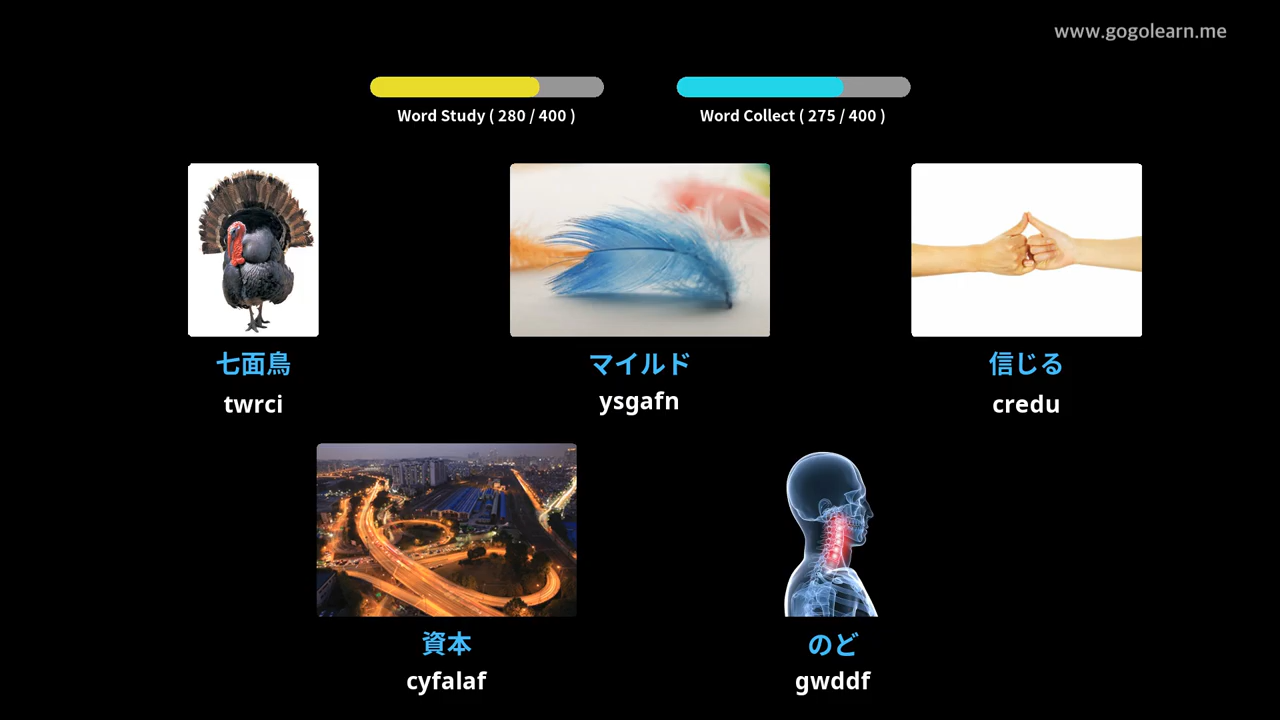 www.gogolearn.me
Word Study ( 280 / 400 )
Word Collect ( 275 / 400 )
七面鳥
twrci
マイルド
ysgafn
信じる
credu
資本
cyfalaf
のど
gwddf